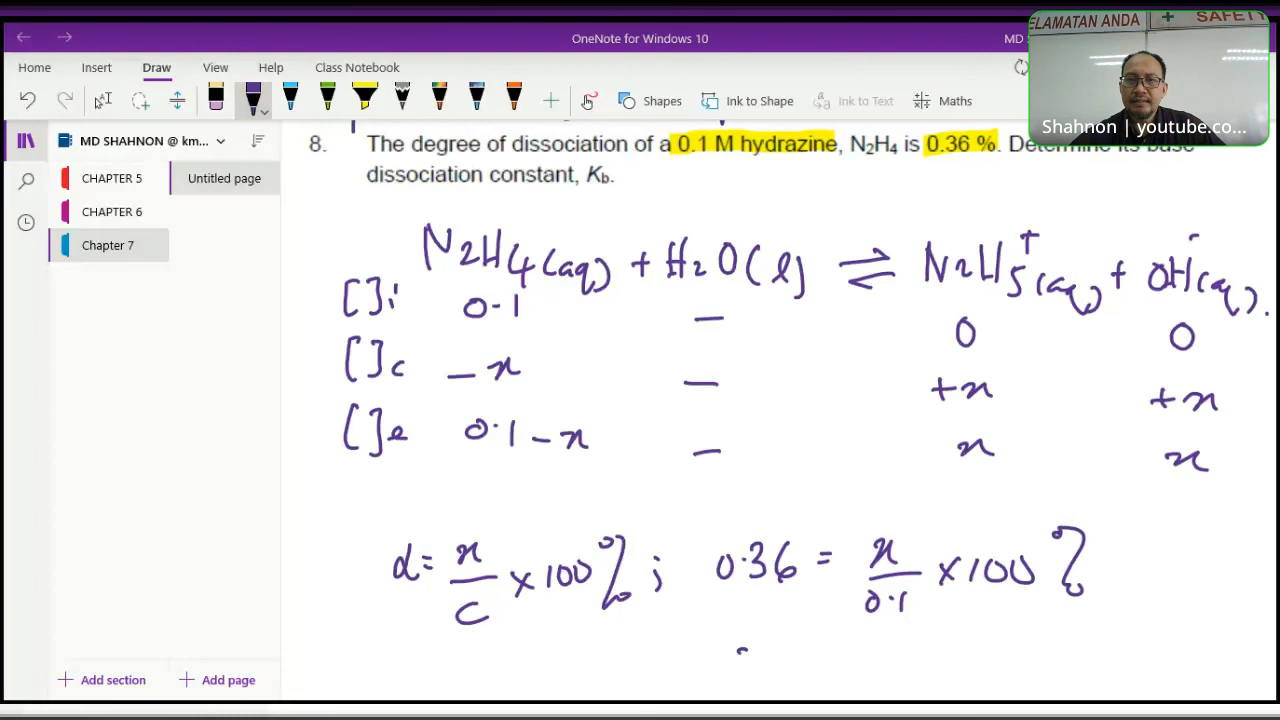 ELAMATAN ANDA + SAFETY
OneNote for Windows 10
MD S
Home Insert Draw View Help Class Notebook
Shapes Ink to Shape Ink to Text Maths
Shahnon | youtube.co...
MD SHAHNON @ km...
CHAPTER 5
CHAPTER 6
Chapter 7
Untitled page
8. The degree of dissociation of a 0.1 M hydrazine, N₂H₄ is 0.36 %. Determine its base
dissociation constant, Kb.
N2H4(aq) + H2O(l) ⇌ N2H5⁺(aq) + OH⁻(aq).
[ ]i 0.1 – 0 0
[ ]c –x – +x +x
[ ]e 0.1–x – x x
α = x/c × 100% ; 0.36 = x/0.1 × 100%
+ Add section + Add page